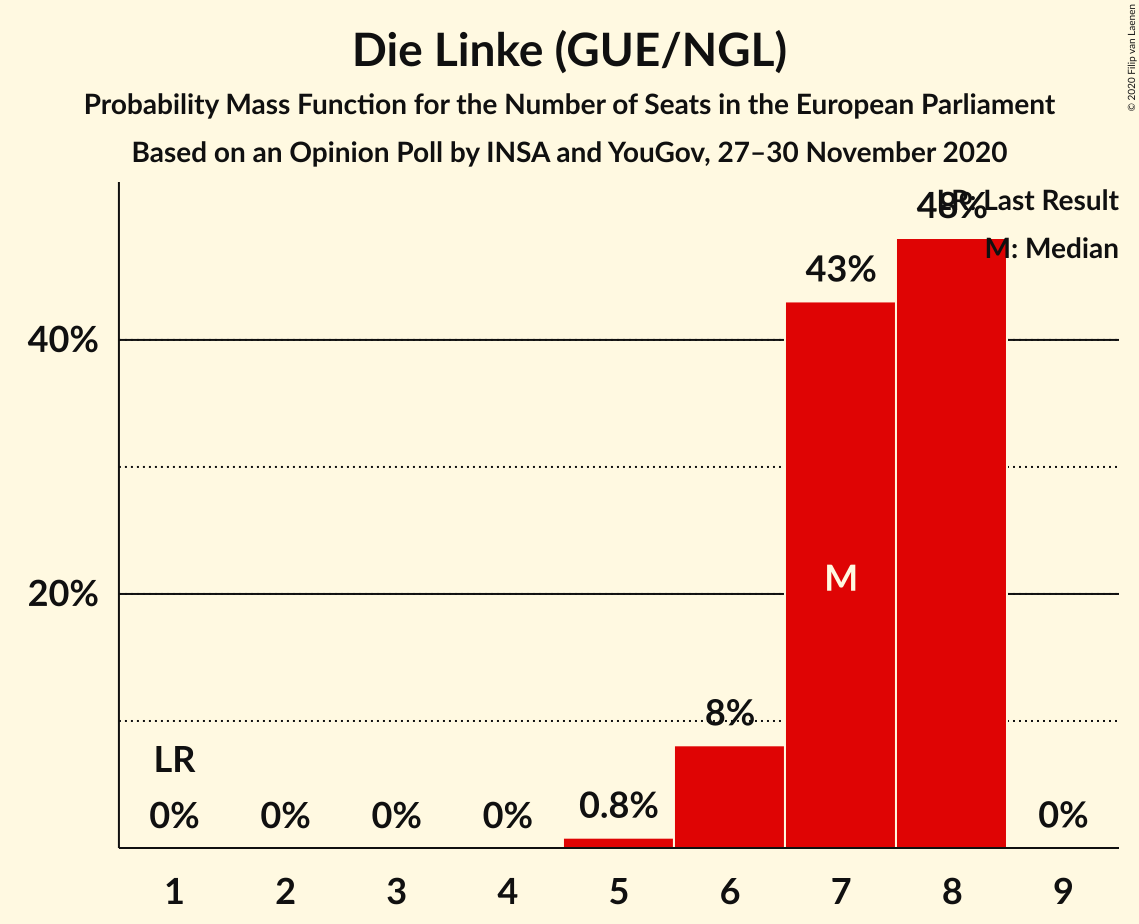 Die Linke (GUE/NGL)
Probability Mass Function for the Number of Seats in the European Parliament
Based on an Opinion Poll by INSA and YouGov, 27–30 November 2020
© 2020 Filip van Laenen
LR: Last Result
M: Median
48%
43%
40%
20%
M
8%
LR
0% 0% 0% 0% 0.8% 0%
1 2 3 4 5 6 7 8 9